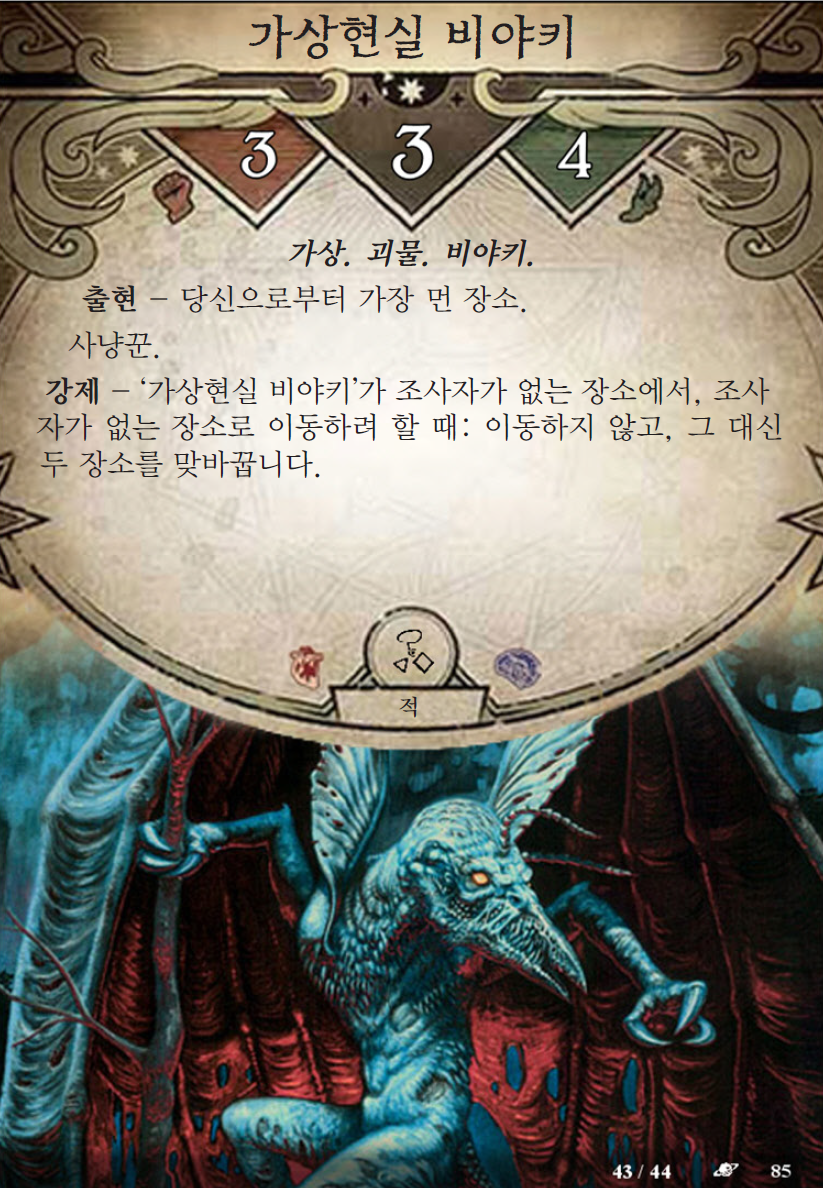 가상현실 비야키
3 3 4
가상. 괴물. 비야키.
출현 – 당신으로부터 가장 먼 장소.
사냥꾼.
강제 – ‘가상현실 비야키’가 조사자가 없는 장소에서, 조사
자가 없는 장소로 이동하려 할 때: 이동하지 않고, 그 대신
두 장소를 맞바꿉니다.
적
43 / 44 85